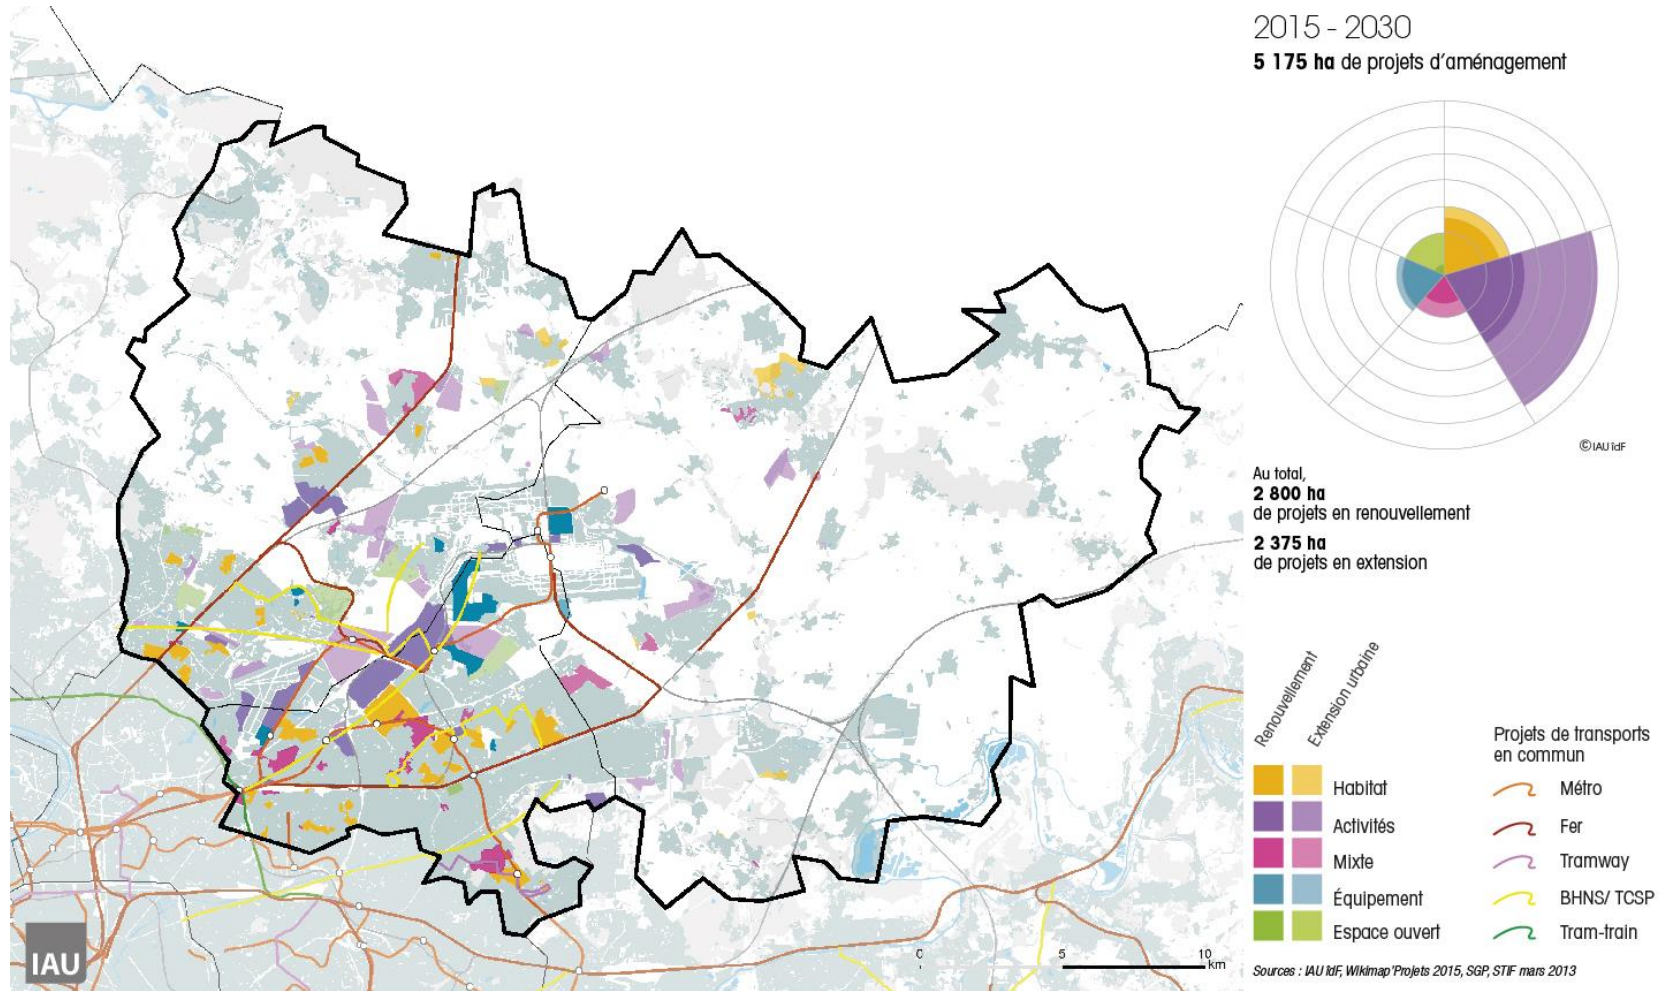 2015 - 2030
5 175 ha de projets d'aménagement
©IAU îdF
Au total,
2 800 ha
de projets en renouvellement
2 375 ha
de projets en extension
Renouvellement
Extension urbaine
Habitat
Activités
Mixte
Équipement
Espace ouvert
Projets de transports
en commun
Métro
Fer
Tramway
BHNS/ TCSP
Tram-train
0 5 10
km
IAU
Sources : IAU îdF, Wikimap'Projets 2015, SGP, STIF mars 2013